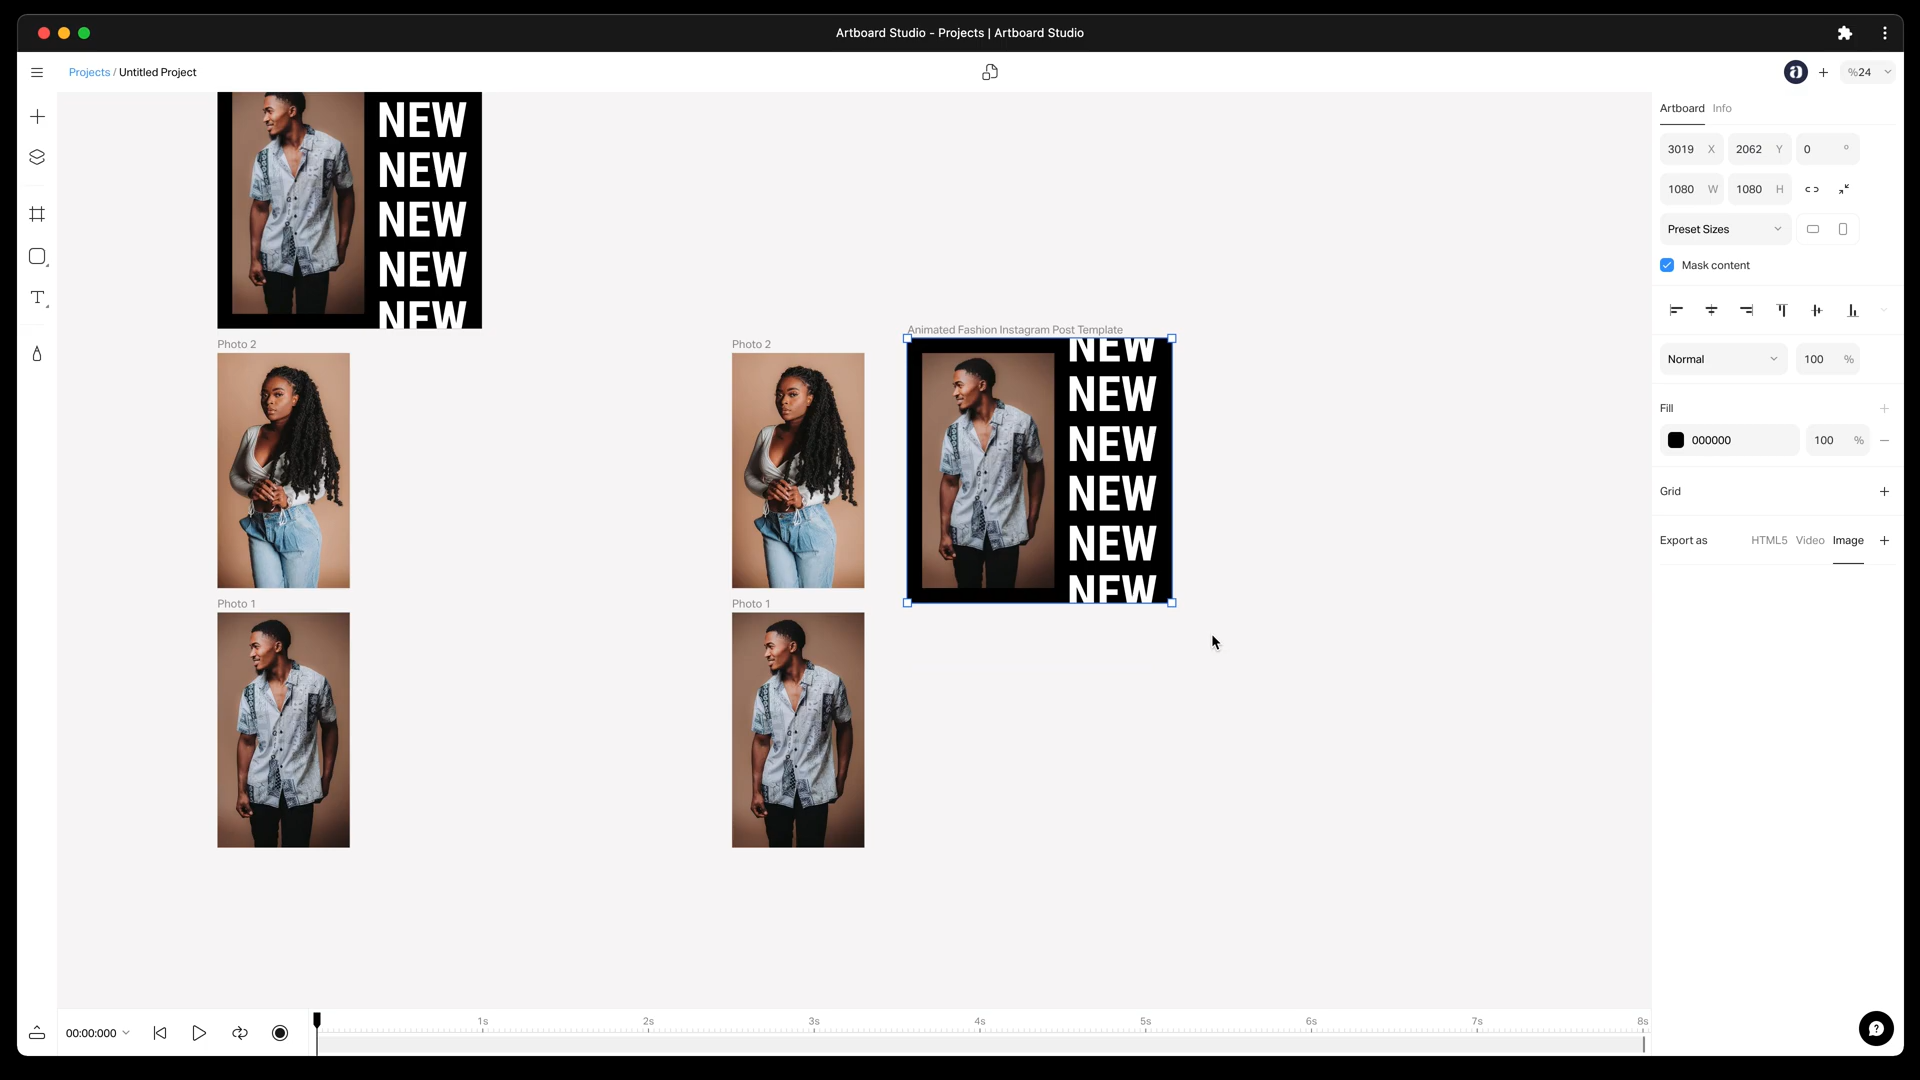 Artboard Studio - Projects | Artboard Studio
Projects / Untitled Project
%24
Artboard Info
3019 X 2062 Y 0 °
1080 W 1080 H
Preset Sizes
Mask content
Normal 100 %
Fill
000000 100 %
Grid
Export as HTML5 Video Image
NEW
NEW
NEW
NEW
NEW
Photo 2
Photo 1
Photo 2
Photo 1
Animated Fashion Instagram Post Template
NEW
NEW
NEW
NEW
NEW
NEW
00:00:000
1s 2s 3s 4s 5s 6s 7s 8s